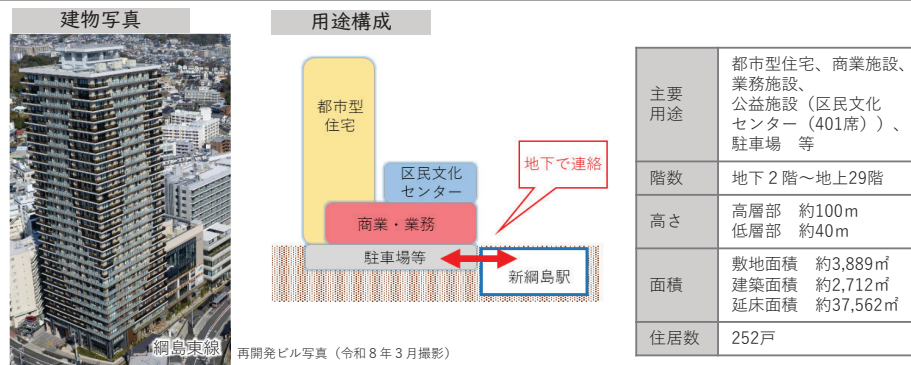 建物写真
用途構成
都市型
住宅
区民文化
センター
商業・業務
駐車場等
地下で連絡
新綱島駅
綱島東線
再開発ビル写真(令和8年3月撮影)
主要
用途
都市型住宅、商業施設、
業務施設、
公益施設(区民文化
センター(401席))、
駐車場 等
階数
地下2階~地上29階
高さ
高層部 約100m
低層部 約40m
面積
敷地面積 約3,889㎡
建築面積 約2,712㎡
延床面積 約37,562㎡
住居数
252戸